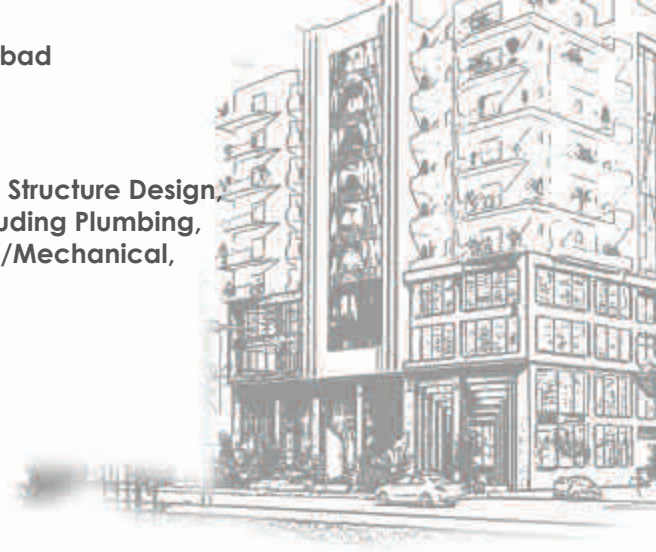 bad
Structure Design,
uding Plumbing,
/Mechanical,